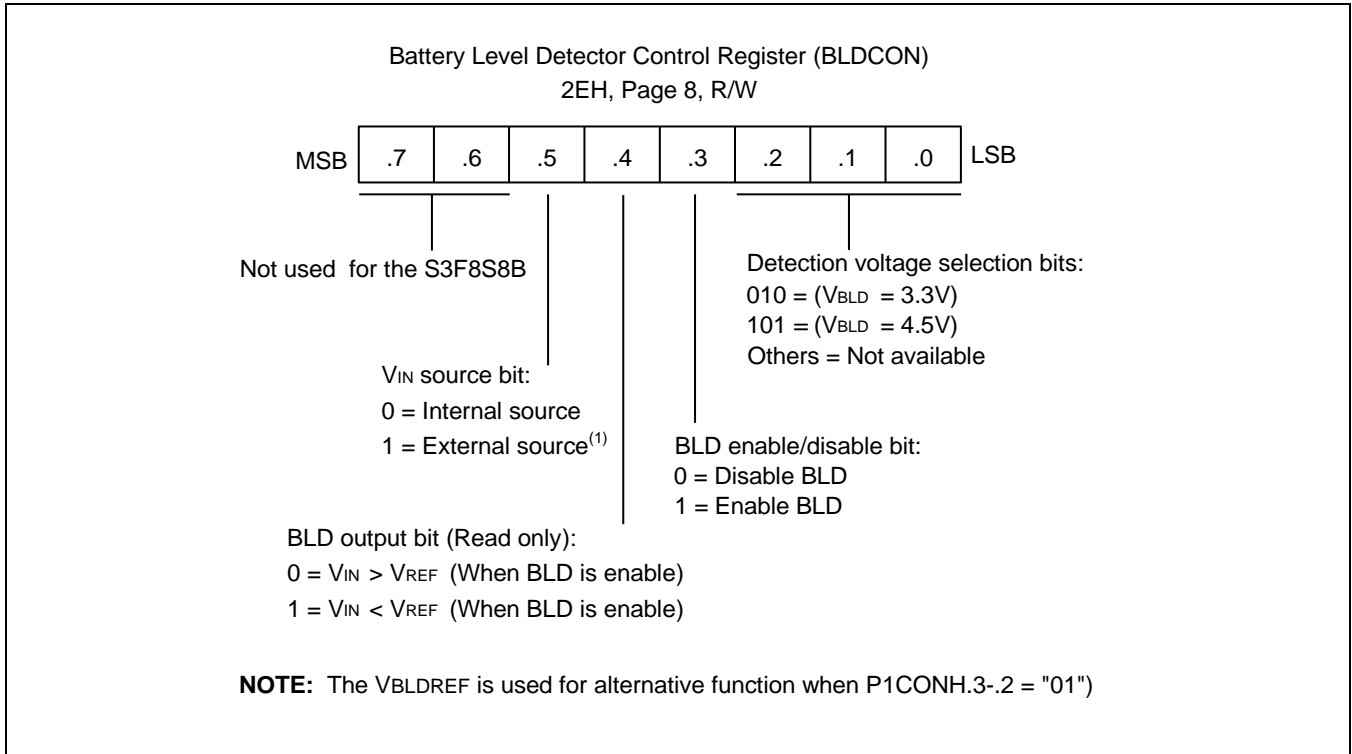 Battery Level Detector Control Register (BLDCON)
2EH, Page 8, R/W
MSB .7 .6 .5 .4 .3 .2 .1 .0 LSB
Not used for the S3F8S8B
Detection voltage selection bits:
010 = (VBLD = 3.3V)
101 = (VBLD = 4.5V)
Others = Not available
VIN source bit:
0 = Internal source
1 = External source(1)
BLD enable/disable bit:
0 = Disable BLD
1 = Enable BLD
BLD output bit (Read only):
0 = VIN > VREF (When BLD is enable)
1 = VIN < VREF (When BLD is enable)
NOTE: The VBLDREF is used for alternative function when P1CONH.3-.2 = "01")